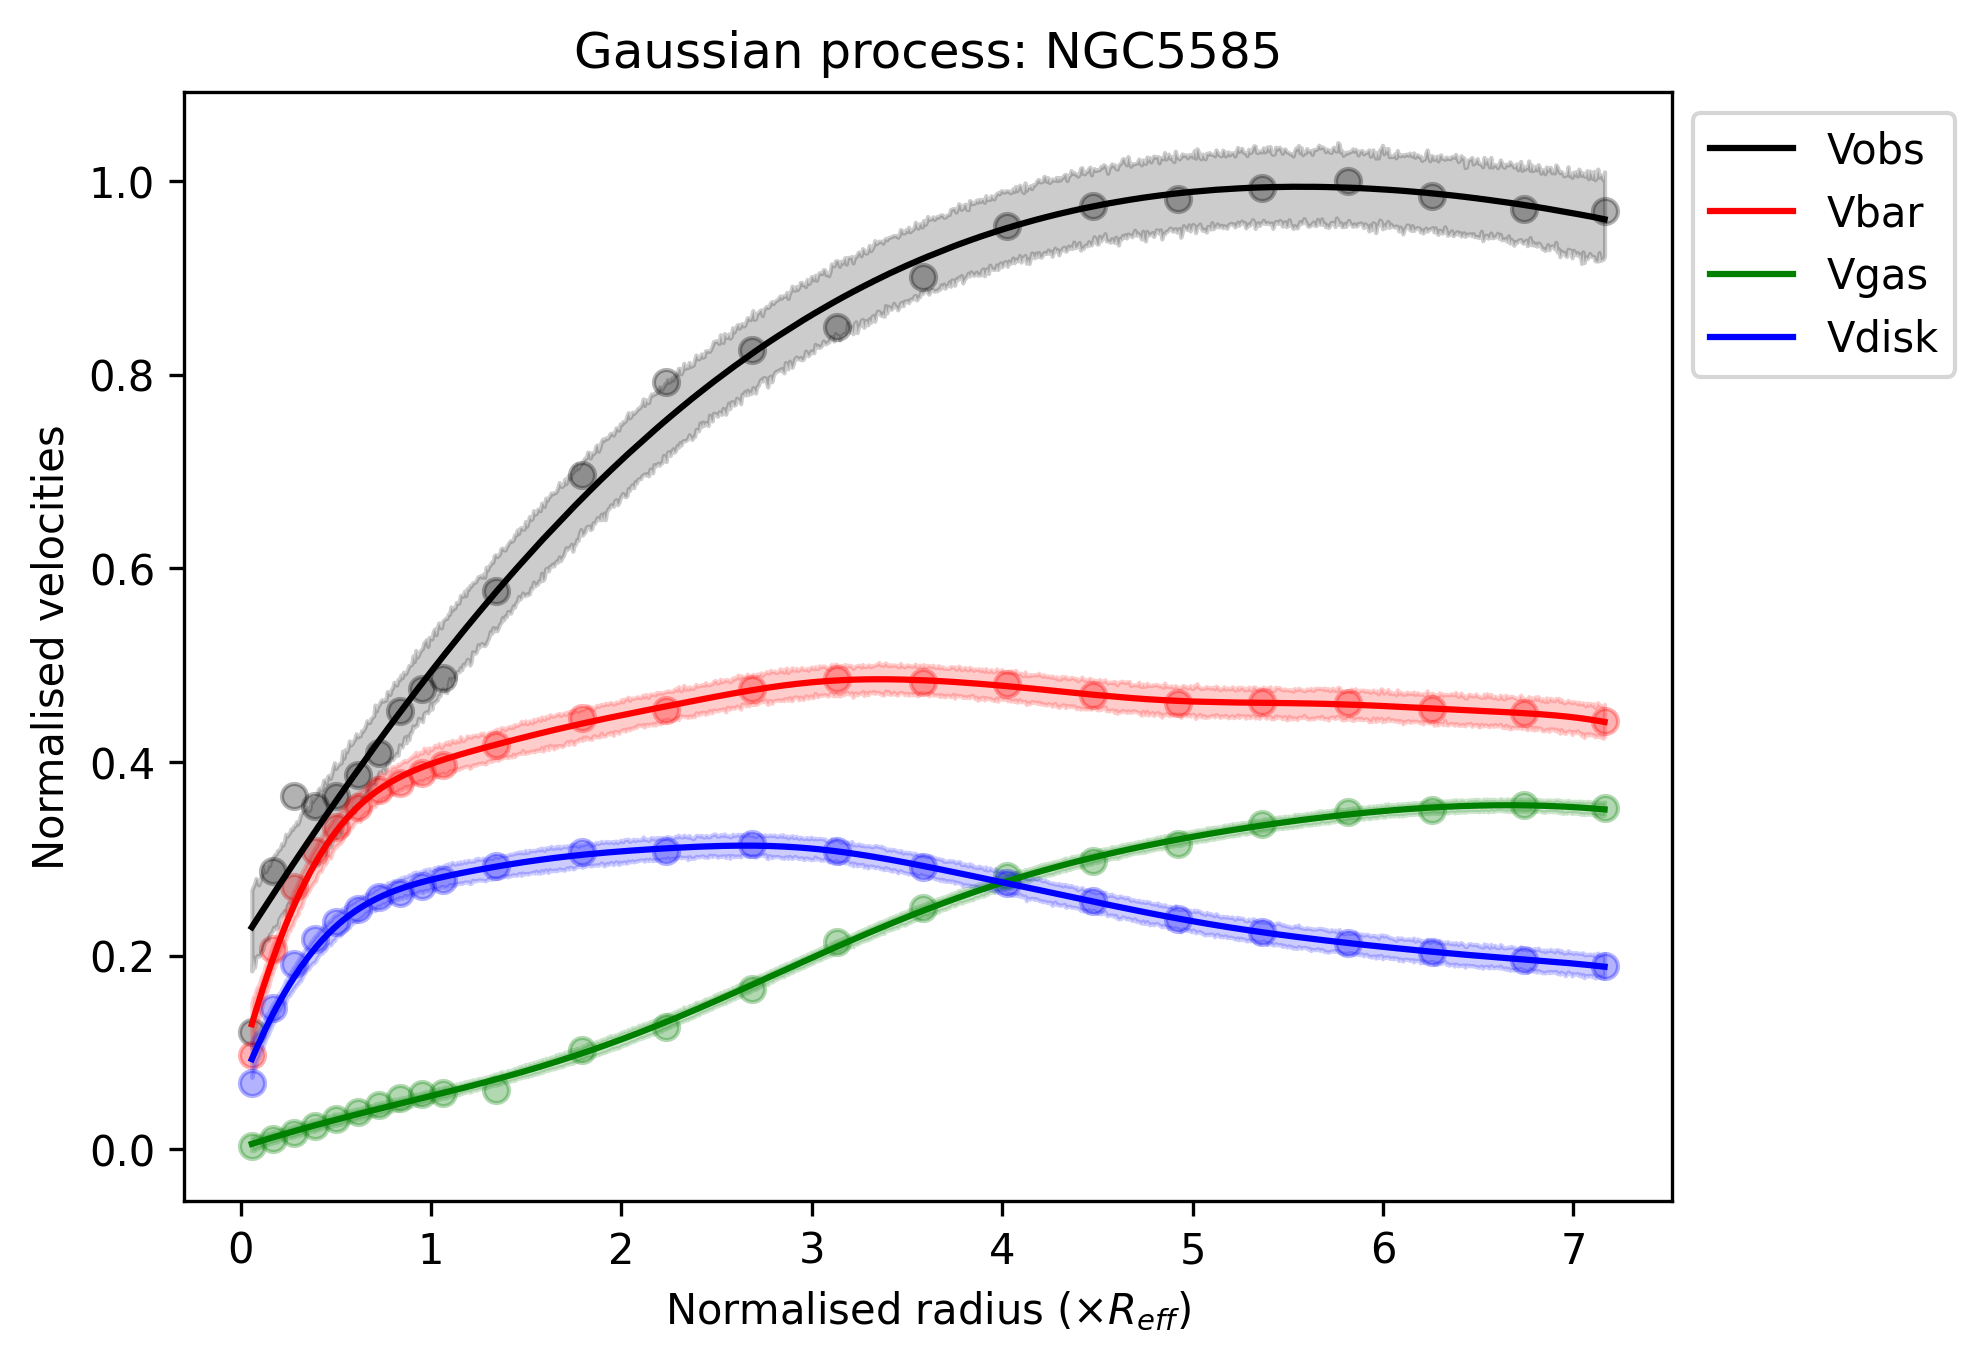 Gaussian process: NGC5585
Vobs
Vbar
Vgas
Vdisk
Normalised velocities
1.0
0.8
0.6
0.4
0.2
0.0
0 1 2 3 4 5 6 7
Normalised radius (×R_eff)